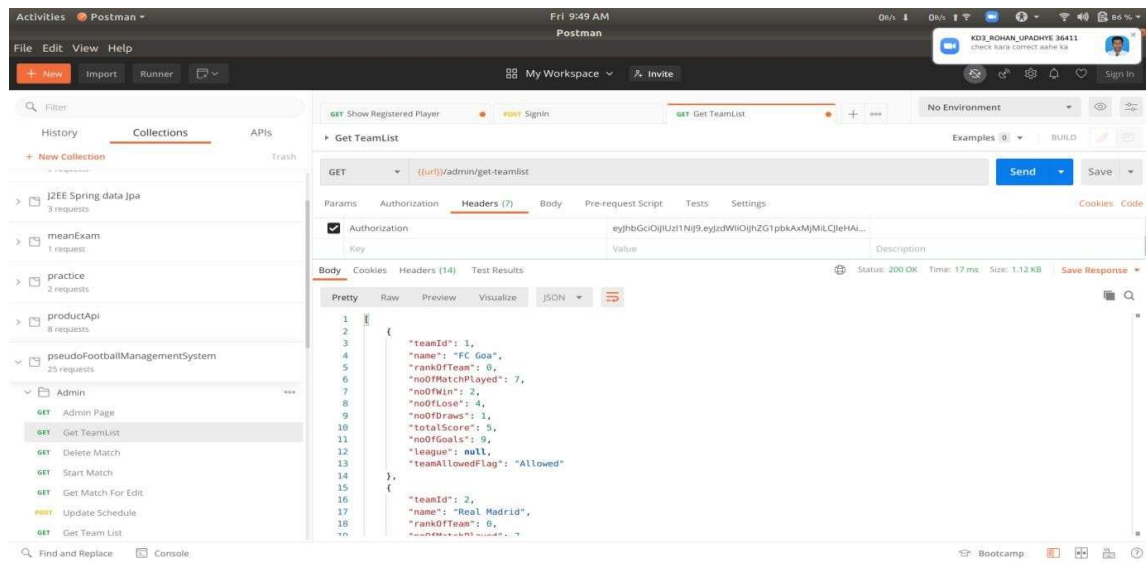 Activities Postman
Fri 9:49 AM
0B/s 0B/s 86 %
Postman
KD3_ROHAN_UPADHYE 36411
check kara correct aahe ka
File Edit View Help
+ New Import Runner
My Workspace Invite
Sign In
Filter
History Collections APIs
+ New Collection Trash
J2EE Spring data Jpa
3 requests
meanExam
1 request
practice
2 requests
productApi
8 requests
pseudoFootballManagementSystem
25 requests
Admin
GET Admin Page
GET Get TeamList
GET Delete Match
GET Start Match
GET Get Match For Edit
POST Update Schedule
GET Get Team List
GET Show Registered Player POST SignIn GET Get TeamList + No Environment
Get TeamList Examples 0 BUILD
GET {{url}}/admin/get-teamlist Send Save
Params Authorization Headers (7) Body Pre-request Script Tests Settings Cookies Code
Authorization
Key Value Description
Body Cookies Headers (14) Test Results Status: 200 OK Time: 17 ms Size: 1.12 KB Save Response
Pretty Raw Preview Visualize JSON
1 [
2 {
3 "teamId": 1,
4 "name": "FC Goa",
5 "rankOfTeam": 0,
6 "noOfMatchPlayed": 7,
7 "noOfWin": 2,
8 "noOfLose": 4,
9 "noOfDraws": 1,
10 "totalScore": 5,
11 "noOfGoals": 9,
12 "league": null,
13 "teamAllowedFlag": "Allowed"
14 },
15 {
16 "teamId": 2,
17 "name": "Real Madrid",
18 "rankOfTeam": 0,
Find and Replace Console Bootcamp